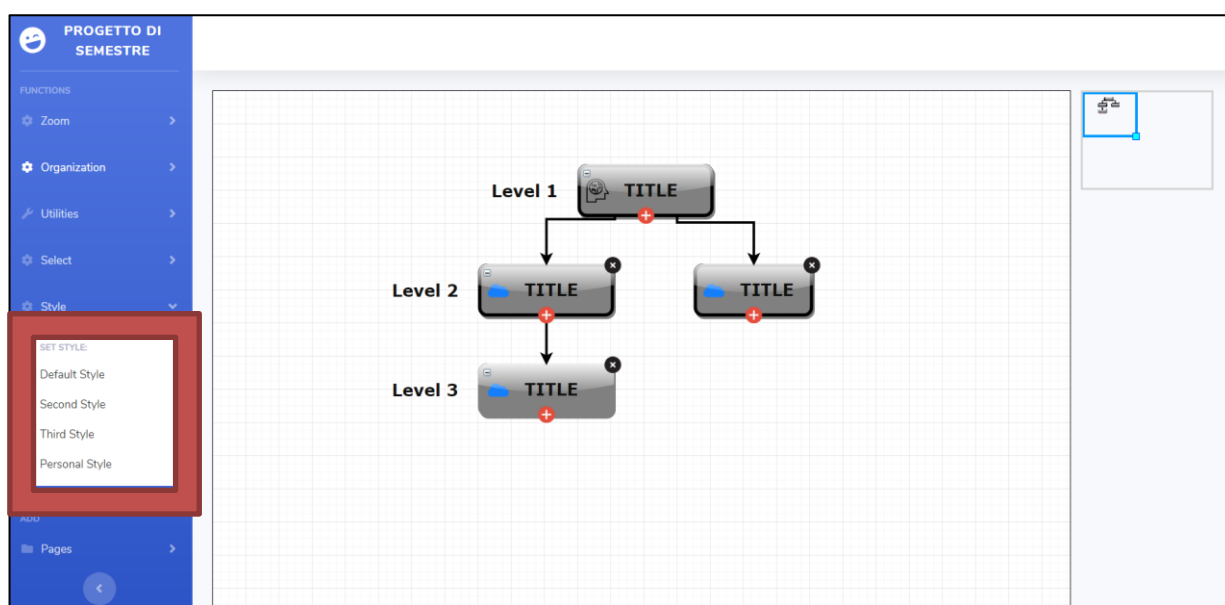 PROGETTO DI
SEMESTRE
FUNCTIONS
Zoom
Organization
Utilities
Select
Style
SET STYLE:
Default Style
Second Style
Third Style
Personal Style
ADD
Pages
Level 1 TITLE
Level 2 TITLE TITLE
Level 3 TITLE